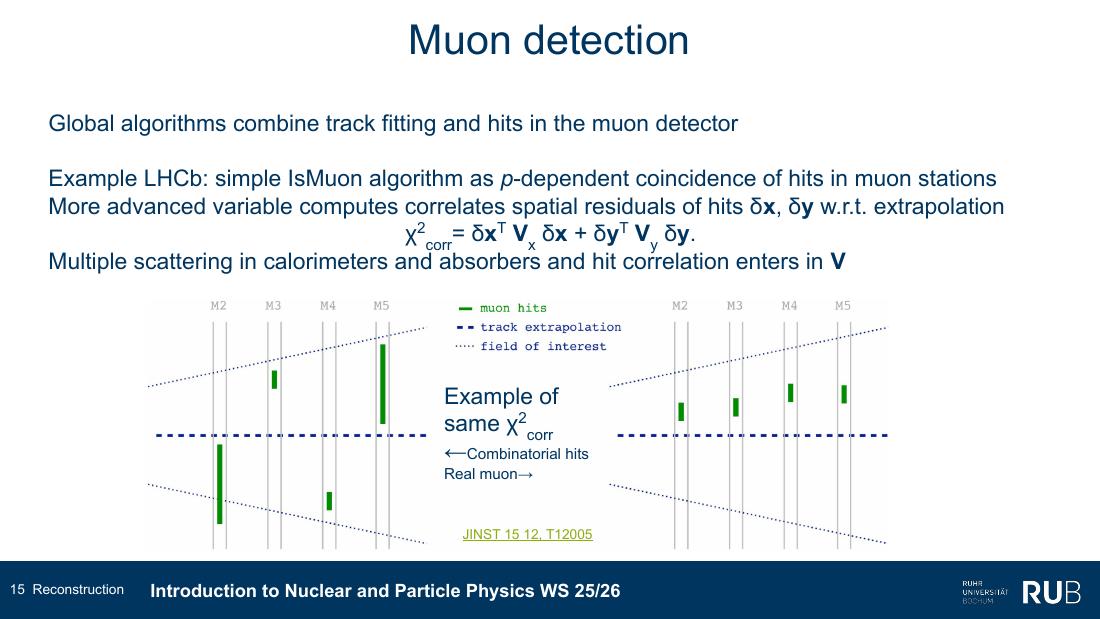 Muon detection
Global algorithms combine track fitting and hits in the muon detector
Example LHCb: simple IsMuon algorithm as p-dependent coincidence of hits in muon stations
More advanced variable computes correlates spatial residuals of hits δx, δy w.r.t. extrapolation
χ²corr= δxᵀ Vx δx + δyᵀ Vy δy.
Multiple scattering in calorimeters and absorbers and hit correlation enters in V
M2 M3 M4 M5
muon hits
track extrapolation
field of interest
M2 M3 M4 M5
Example of
same χ²corr
←Combinatorial hits
Real muon→
JINST 15 12, T12005
15 Reconstruction
Introduction to Nuclear and Particle Physics WS 25/26
RUHR
UNIVERSITÄT
BOCHUM
RUB